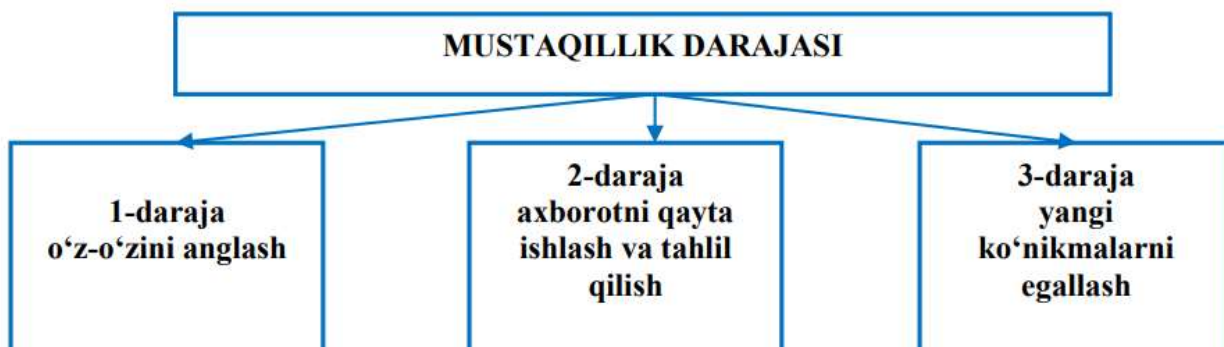 MUSTAQILLIK DARAJASI
1-daraja
o‘z-o‘zini anglash
2-daraja
axborotni qayta
ishlash va tahlil
qilish
3-daraja
yangi
ko‘nikmalarni
egallash